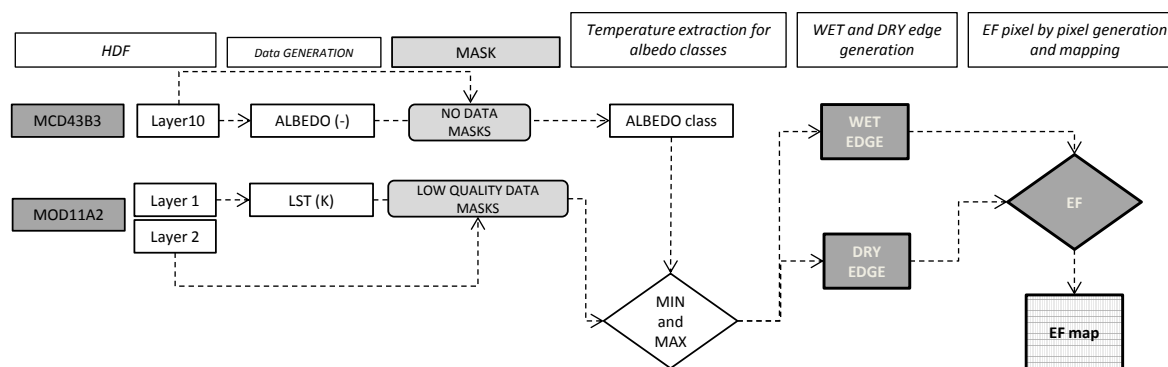 HDF
Data GENERATION
MASK
Temperature extraction for
albedo classes
WET and DRY edge
generation
EF pixel by pixel generation
and mapping
MCD43B3
Layer10
ALBEDO (-)
NO DATA
MASKS
ALBEDO class
WET
EDGE
MOD11A2
Layer 1
Layer 2
LST (K)
LOW QUALITY DATA
MASKS
MIN
and
MAX
DRY
EDGE
EF
EF map